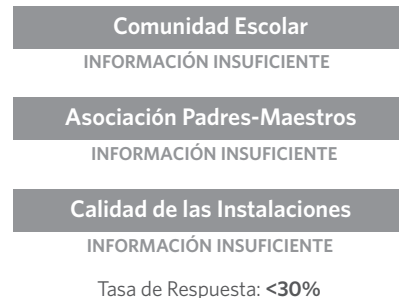 Comunidad Escolar
INFORMACIÓN INSUFICIENTE
Asociación Padres-Maestros
INFORMACIÓN INSUFICIENTE
Calidad de las Instalaciones
INFORMACIÓN INSUFICIENTE
Tasa de Respuesta: <30%